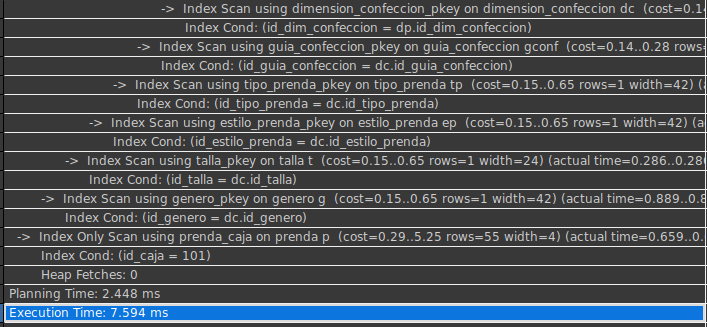 -> Index Scan using dimension_confeccion_pkey on dimension_confeccion dc (cost=0.14
Index Cond: (id_dim_confeccion = dp.id_dim_confeccion)
-> Index Scan using guia_confeccion_pkey on guia_confeccion gconf (cost=0.14..0.28 rows=
Index Cond: (id_guia_confeccion = dc.id_guia_confeccion)
-> Index Scan using tipo_prenda_pkey on tipo_prenda tp (cost=0.15..0.65 rows=1 width=42) (
Index Cond: (id_tipo_prenda = dc.id_tipo_prenda)
-> Index Scan using estilo_prenda_pkey on estilo_prenda ep (cost=0.15..0.65 rows=1 width=42) (a
Index Cond: (id_estilo_prenda = dc.id_estilo_prenda)
-> Index Scan using talla_pkey on talla t (cost=0.15..0.65 rows=1 width=24) (actual time=0.286..0.286
Index Cond: (id_talla = dc.id_talla)
-> Index Scan using genero_pkey on genero g (cost=0.15..0.65 rows=1 width=42) (actual time=0.889..0.8
Index Cond: (id_genero = dc.id_genero)
-> Index Only Scan using prenda_caja on prenda p (cost=0.29..5.25 rows=55 width=4) (actual time=0.659..0.
Index Cond: (id_caja = 101)
Heap Fetches: 0
Planning Time: 2.448 ms
Execution Time: 7.594 ms